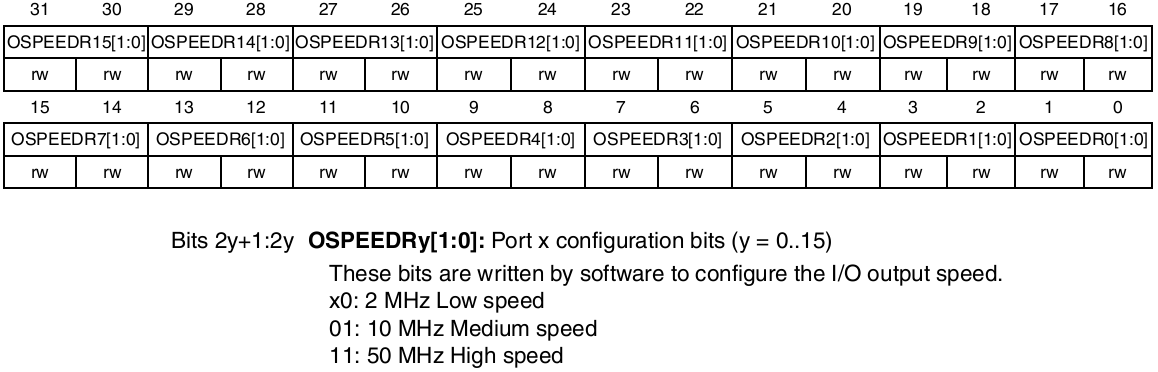 31 30 29 28 27 26 25 24 23 22 21 20 19 18 17 16
OSPEEDR15[1:0] OSPEEDR14[1:0] OSPEEDR13[1:0] OSPEEDR12[1:0] OSPEEDR11[1:0] OSPEEDR10[1:0] OSPEEDR9[1:0] OSPEEDR8[1:0]
rw rw rw rw rw rw rw rw rw rw rw rw rw rw rw rw
15 14 13 12 11 10 9 8 7 6 5 4 3 2 1 0
OSPEEDR7[1:0] OSPEEDR6[1:0] OSPEEDR5[1:0] OSPEEDR4[1:0] OSPEEDR3[1:0] OSPEEDR2[1:0] OSPEEDR1[1:0] OSPEEDR0[1:0]
rw rw rw rw rw rw rw rw rw rw rw rw rw rw rw rw
Bits 2y+1:2y OSPEEDRy[1:0]: Port x configuration bits (y = 0..15)
These bits are written by software to configure the I/O output speed.
x0: 2 MHz Low speed
01: 10 MHz Medium speed
11: 50 MHz High speed